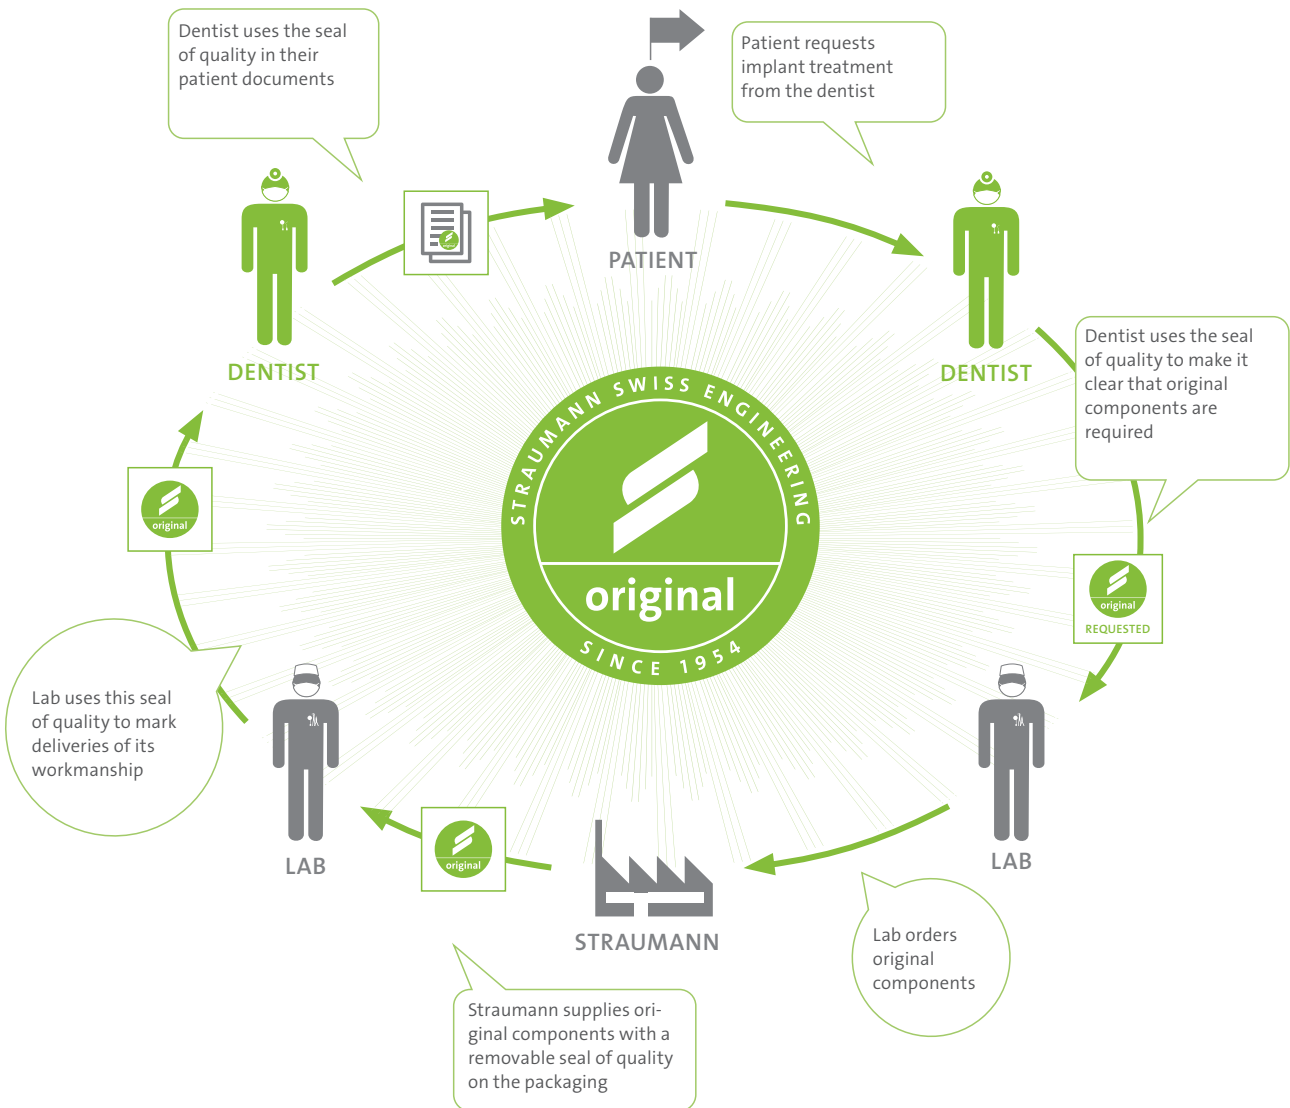 Dentist uses the seal
of quality in their
patient documents
Patient requests
implant treatment
from the dentist
PATIENT
DENTIST
DENTIST
Dentist uses the seal
of quality to make it
clear that original
components are
required
STRAUMANN SWISS ENGINEERING
original
SINCE 1954
original
original
REQUESTED
Lab uses this seal
of quality to mark
deliveries of its
workmanship
LAB
LAB
original
STRAUMANN
Lab orders
original
components
Straumann supplies ori-
ginal components with a
removable seal of quality
on the packaging